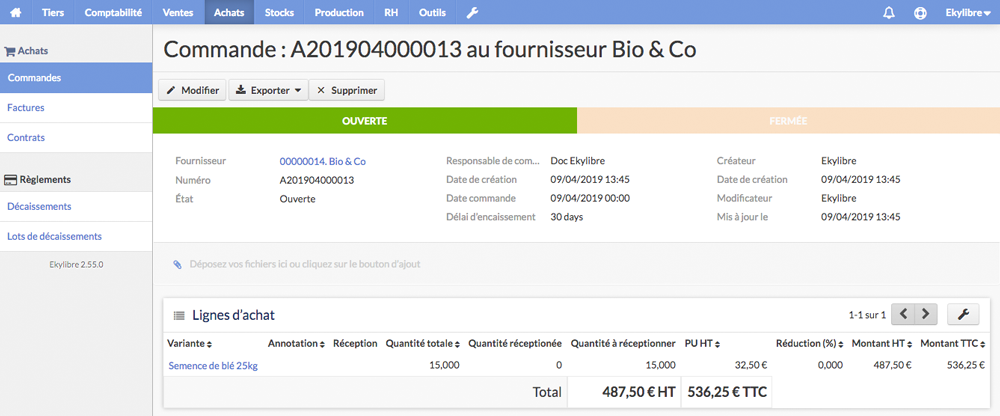 Tiers Comptabilité Ventes Achats Stocks Production RH Outils Ekylibre
Achats
Commandes
Factures
Contrats
Règlements
Décaissements
Lots de décaissements
Ekylibre 2.55.0
Commande : A201904000013 au fournisseur Bio & Co
Modifier Exporter Supprimer
OUVERTE FERMÉE
Fournisseur 00000014. Bio & Co Responsable de com... Doc Ekylibre Créateur Ekylibre
Numéro A201904000013 Date de création 09/04/2019 13:45 Date de création 09/04/2019 13:45
État Ouverte Date commande 09/04/2019 00:00 Modificateur Ekylibre
Délai d'encaissement 30 days Mis à jour le 09/04/2019 13:45
Déposez vos fichiers ici ou cliquez sur le bouton d'ajout
Lignes d'achat 1-1 sur 1
Variante Annotation Réception Quantité totale Quantité réceptionée Quantité à réceptionner PU HT Réduction (%) Montant HT Montant TTC
Semence de blé 25kg 15,000 0 15,000 32,50 € 0,000 487,50 € 536,25 €
Total 487,50 € HT 536,25 € TTC